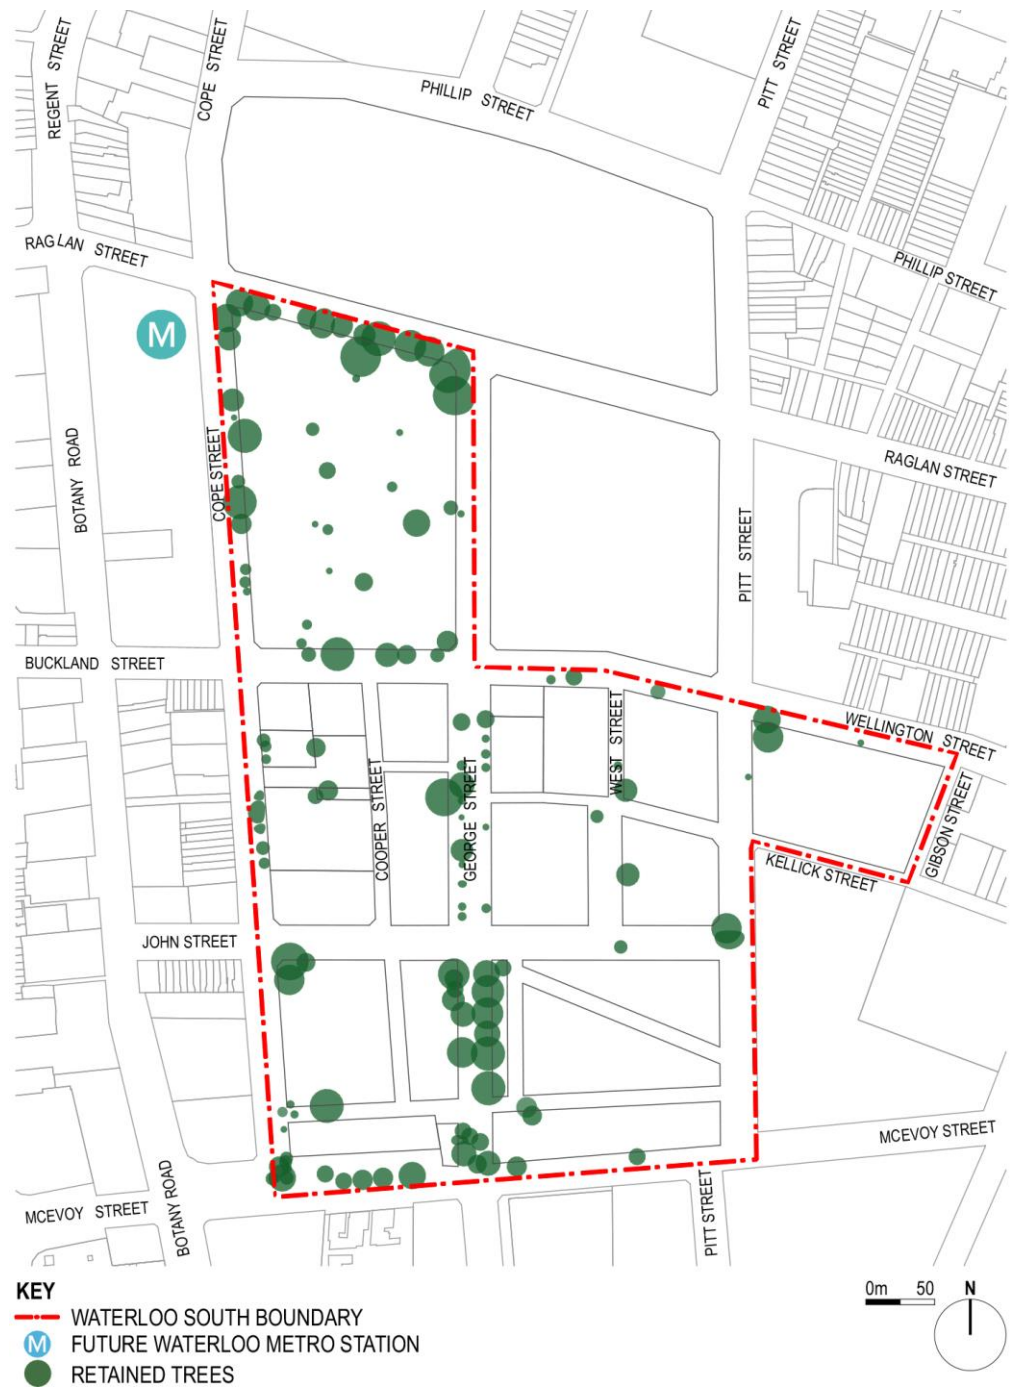 REGENT STREET
COPE STREET
PHILLIP STREET
PITT STREET
RAGLAN STREET
PHILLIP STREET
M
BOTANY ROAD
COPE STREET
RAGLAN STREET
PITT STREET
BUCKLAND STREET
WELLINGTON STREET
WEST STREET
COOPER STREET
GEORGE STREET
GIBSON STREET
KELLICK STREET
JOHN STREET
MCEVOY STREET
BOTANY ROAD
MCEVOY STREET
PITT STREET
KEY
WATERLOO SOUTH BOUNDARY
M FUTURE WATERLOO METRO STATION
RETAINED TREES
0m 50 N